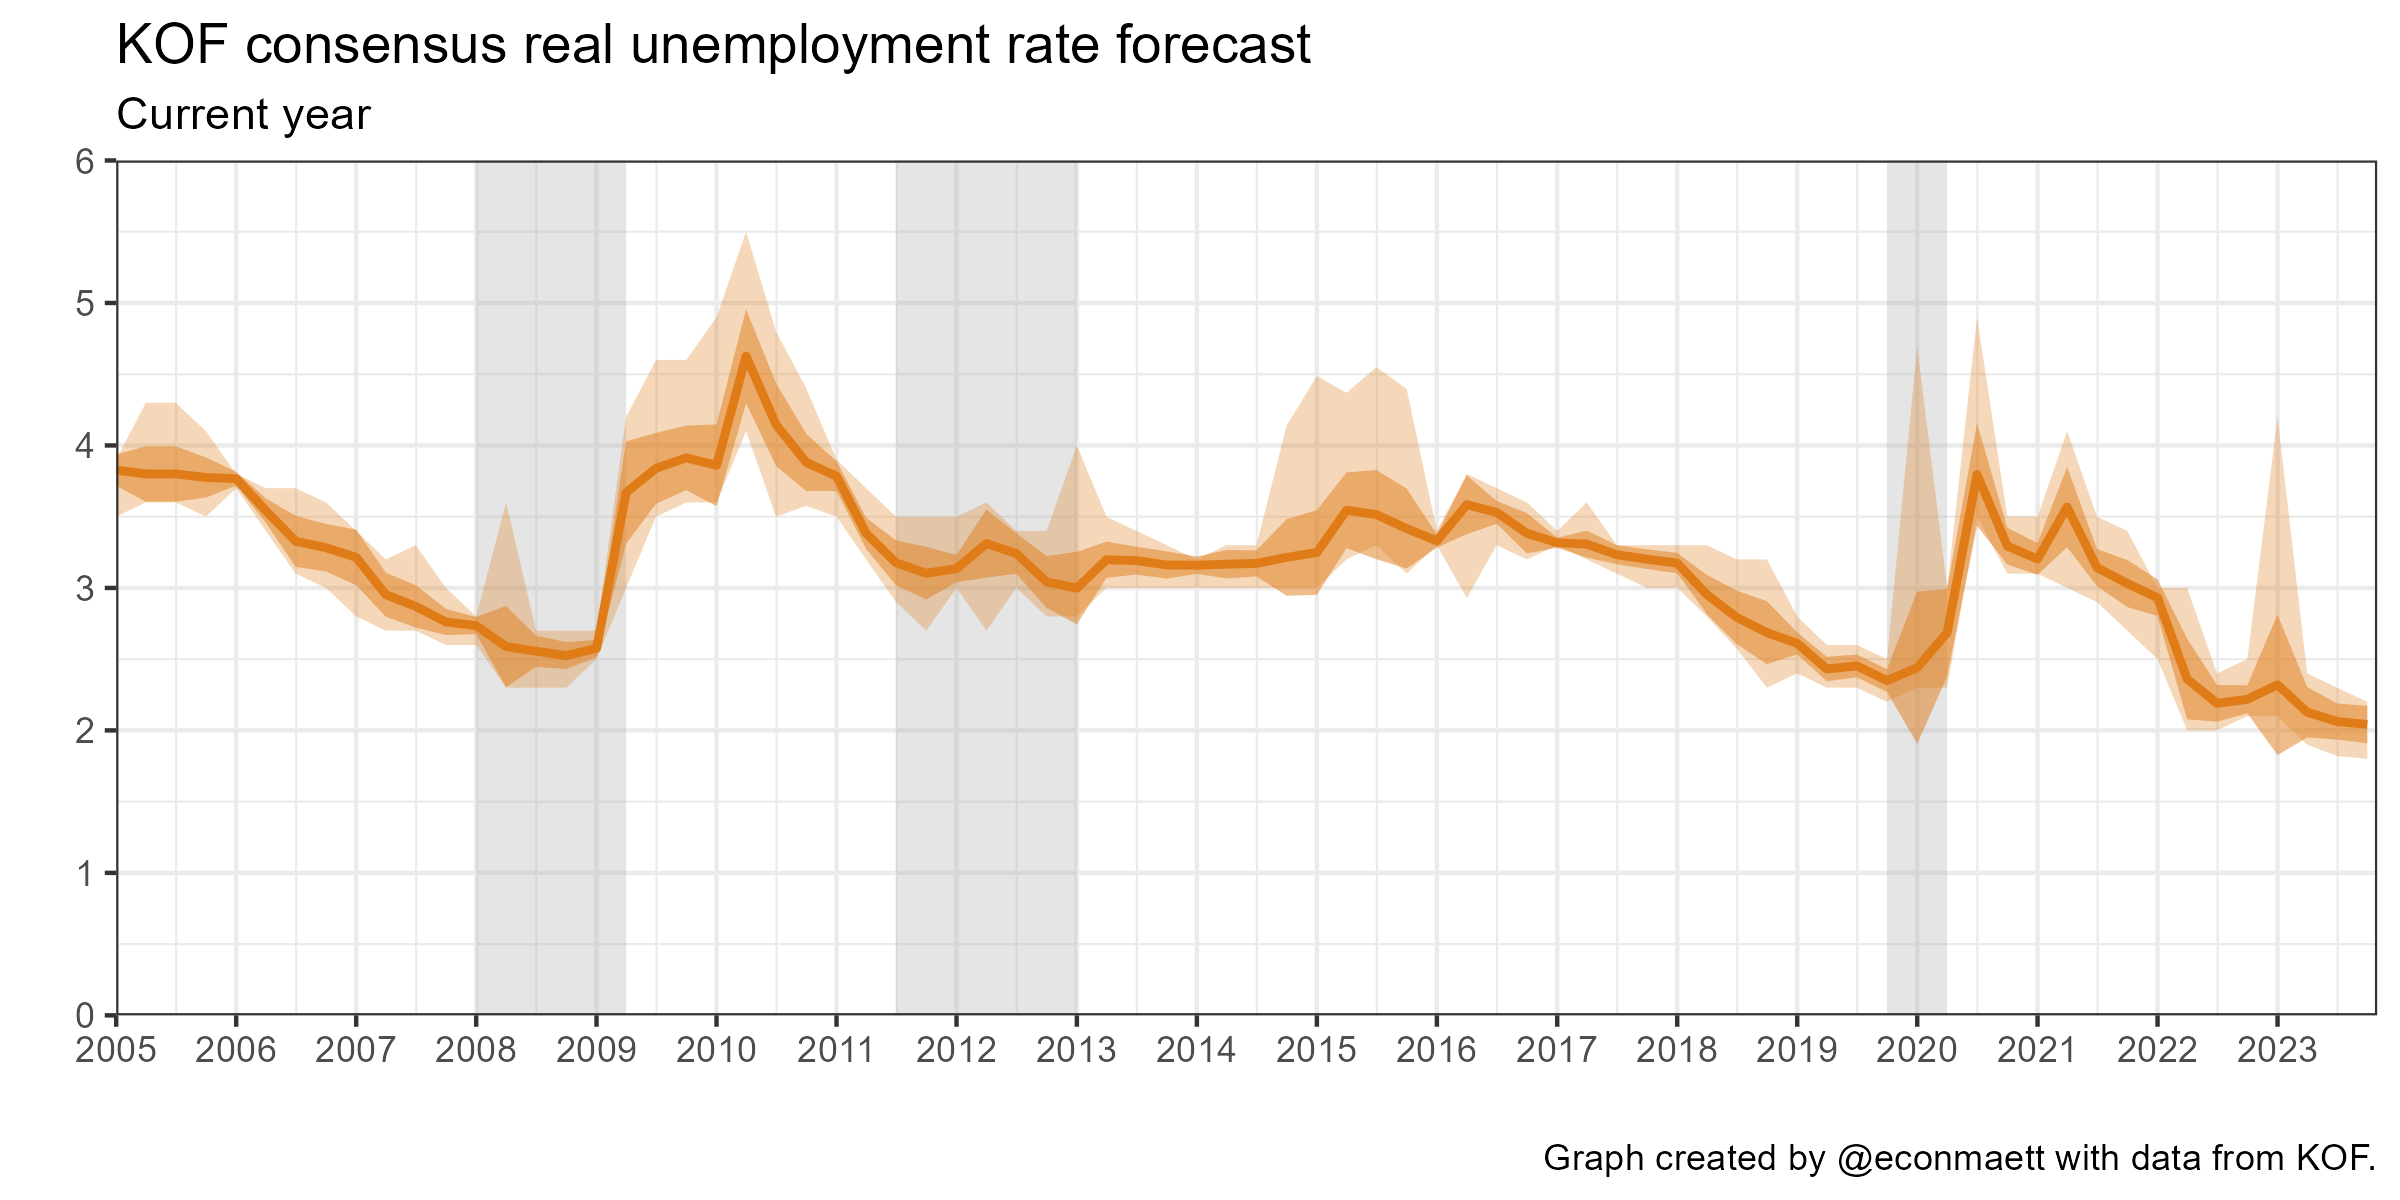 KOF consensus real unemployment rate forecast
Current year
6
5
4
3
2
1
0
2005 2006 2007 2008 2009 2010 2011 2012 2013 2014 2015 2016 2017 2018 2019 2020 2021 2022 2023
Graph created by @econmaett with data from KOF.